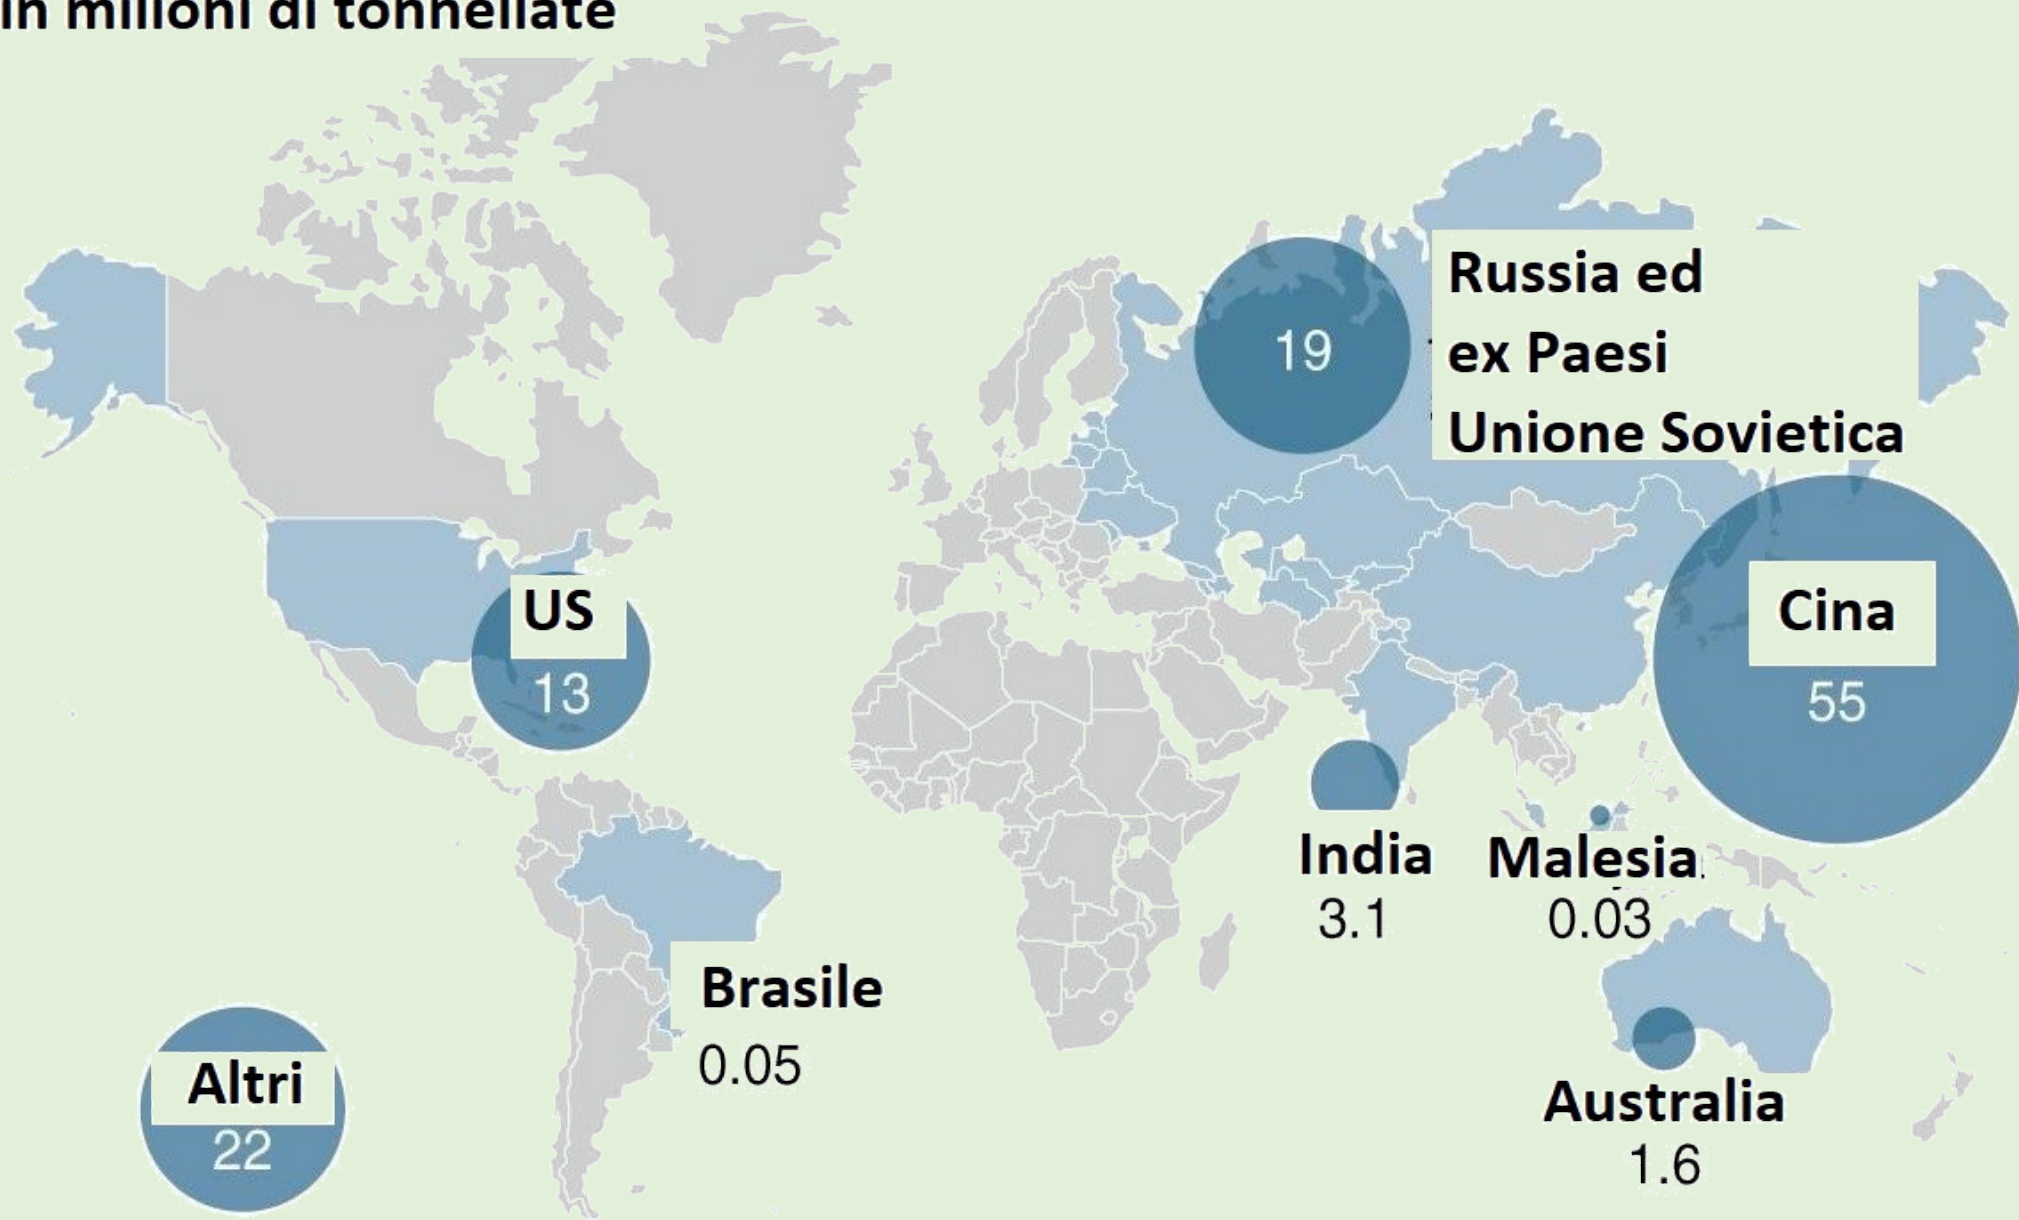 in milioni di tonnellate
Russia ed
ex Paesi
Unione Sovietica
19
US
13
Cina
55
India
3.1
Malesia
0.03
Brasile
0.05
Altri
22
Australia
1.6